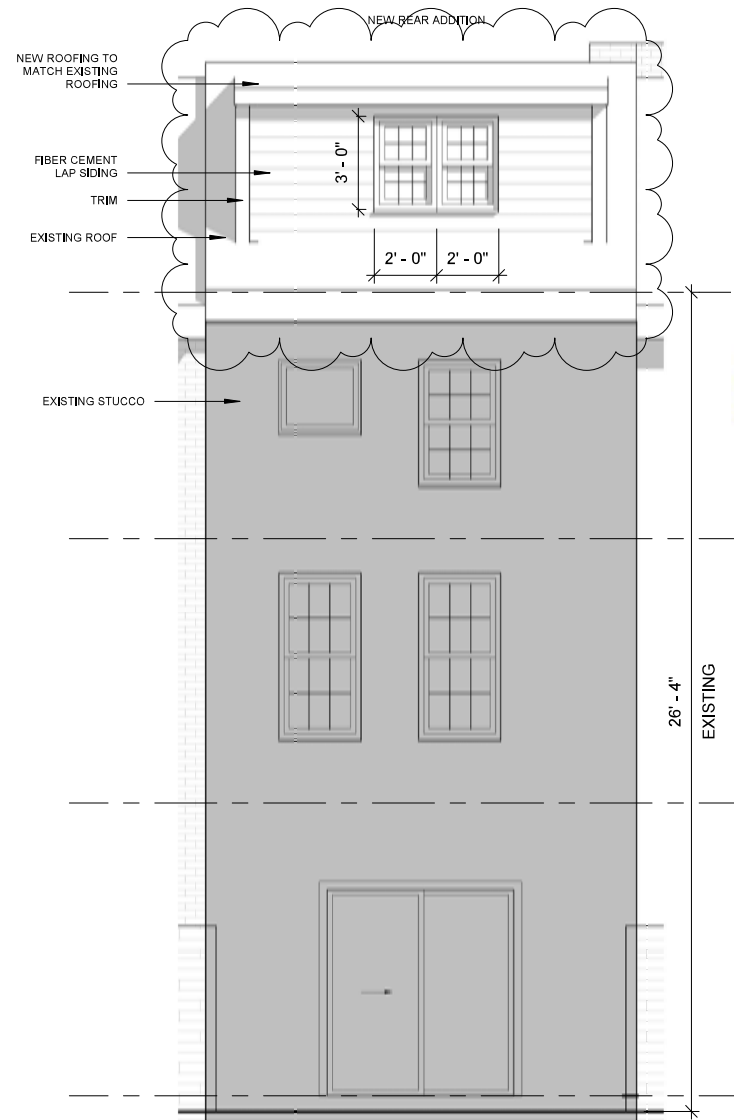 NEW REAR ADDITION
NEW ROOFING TO
MATCH EXISTING
ROOFING
FIBER CEMENT
LAP SIDING
TRIM
EXISTING ROOF
3' - 0"
2' - 0"
2' - 0"
EXISTING STUCCO
26' - 4"
EXISTING